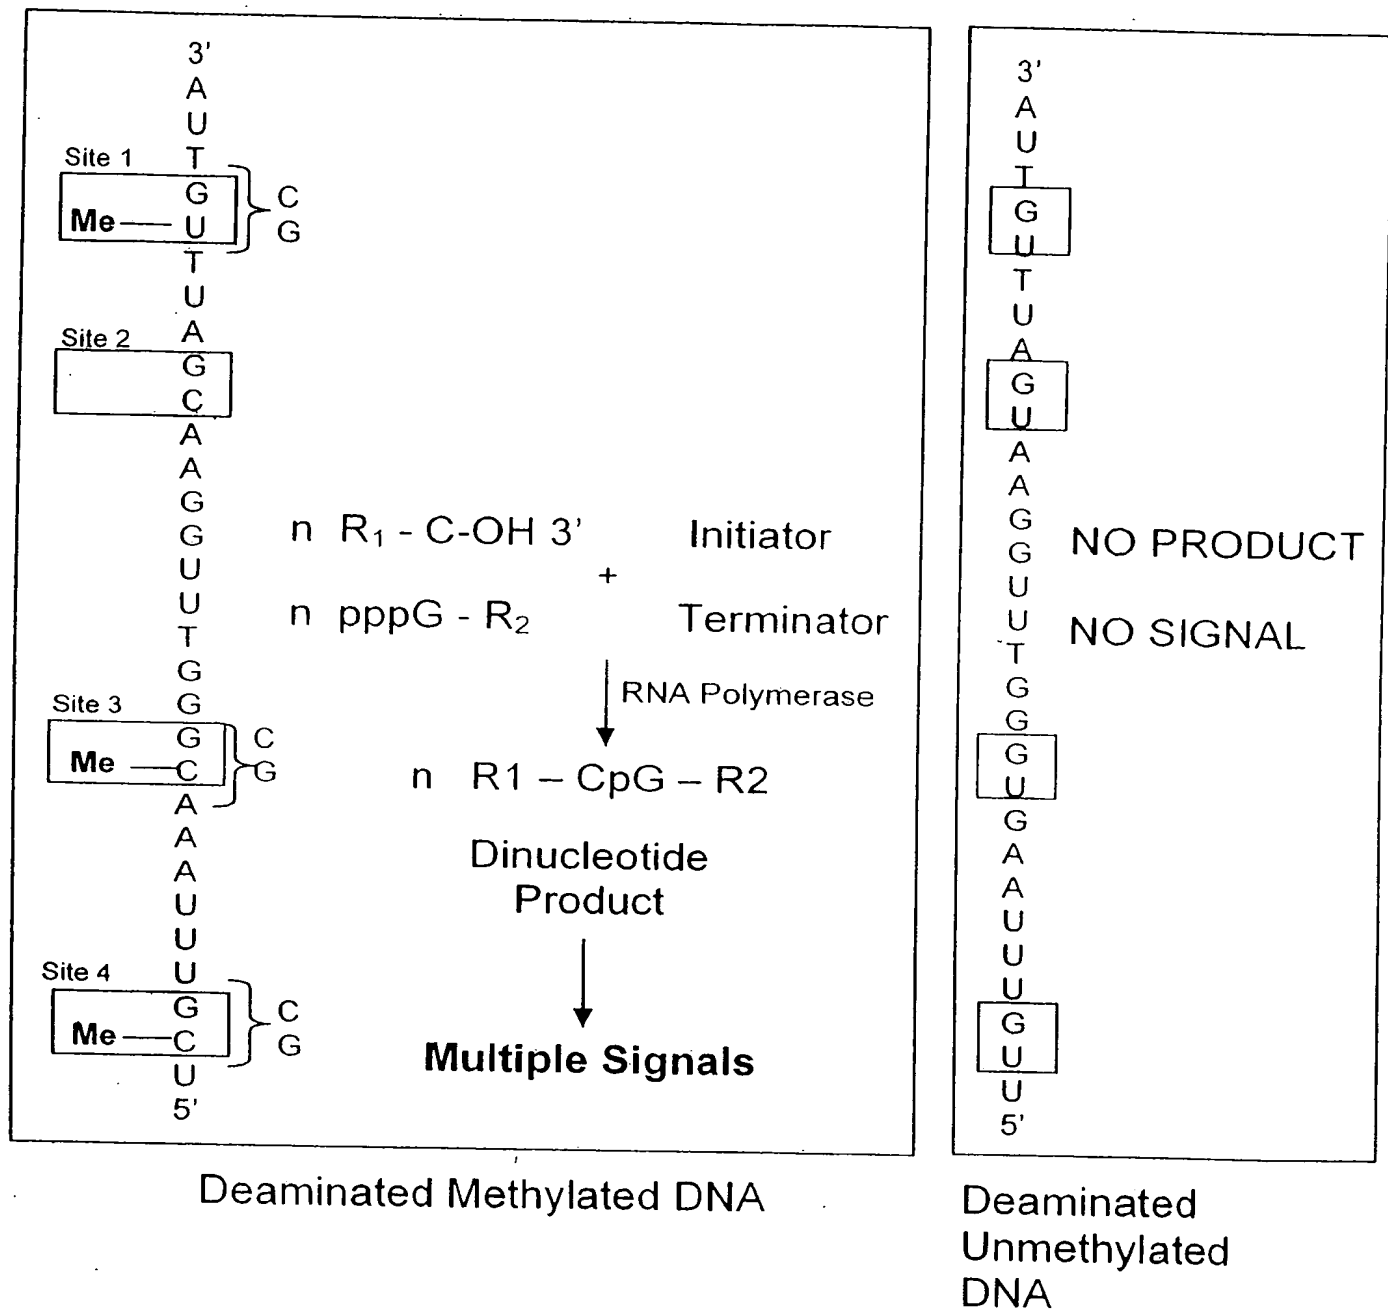 3'
A
U
T
Site 1
G
Me — U
C
G
T
U
A
Site 2
G
C
A
A
G
G
U
U
T
G
G
Site 3
G
Me — C
C
G
A
A
A
U
U
U
Site 4
G
Me — C
C
G
U
5'
n R1 - C-OH 3' Initiator
+
n pppG - R2 Terminator
RNA Polymerase
n R1 – CpG – R2
Dinucleotide
Product
Multiple Signals
Deaminated Methylated DNA
3'
A
U
T
G
U
T
U
A
G
U
A
A
G
G
U
U
T
G
G
U
G
A
A
U
U
U
G
U
U
5'
NO PRODUCT
NO SIGNAL
Deaminated
Unmethylated
DNA